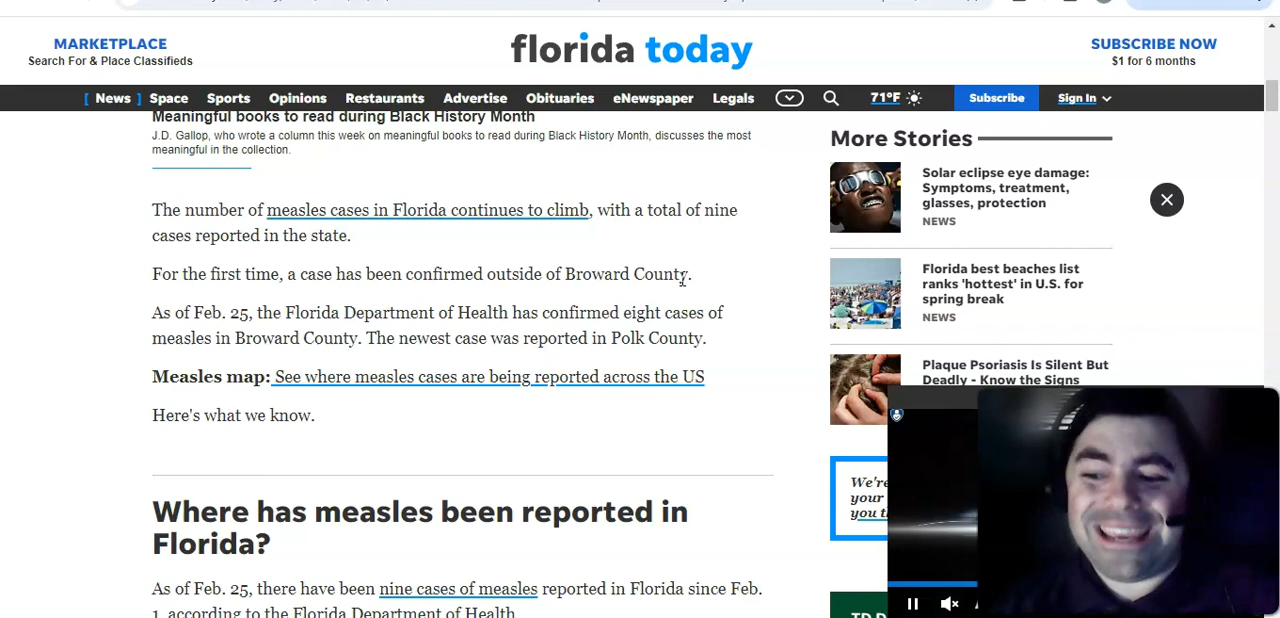 MARKETPLACE
Search For & Place Classifieds
florida today
SUBSCRIBE NOW
$1 for 6 months
[ News ] Space Sports Opinions Restaurants Advertise Obituaries eNewspaper Legals 71°F Subscribe Sign In
Meaningful books to read during Black History Month
J.D. Gallop, who wrote a column this week on meaningful books to read during Black History Month, discusses the most
meaningful in the collection.
The number of measles cases in Florida continues to climb, with a total of nine
cases reported in the state.
For the first time, a case has been confirmed outside of Broward County.
As of Feb. 25, the Florida Department of Health has confirmed eight cases of
measles in Broward County. The newest case was reported in Polk County.
Measles map: See where measles cases are being reported across the US
Here's what we know.
Where has measles been reported in
Florida?
As of Feb. 25, there have been nine cases of measles reported in Florida since Feb.
1, according to the Florida Department of Health
More Stories
Solar eclipse eye damage:
Symptoms, treatment,
glasses, protection
NEWS
Florida best beaches list
ranks 'hottest' in U.S. for
spring break
NEWS
Plaque Psoriasis Is Silent But
Deadly - Know the Signs
We're
your
you